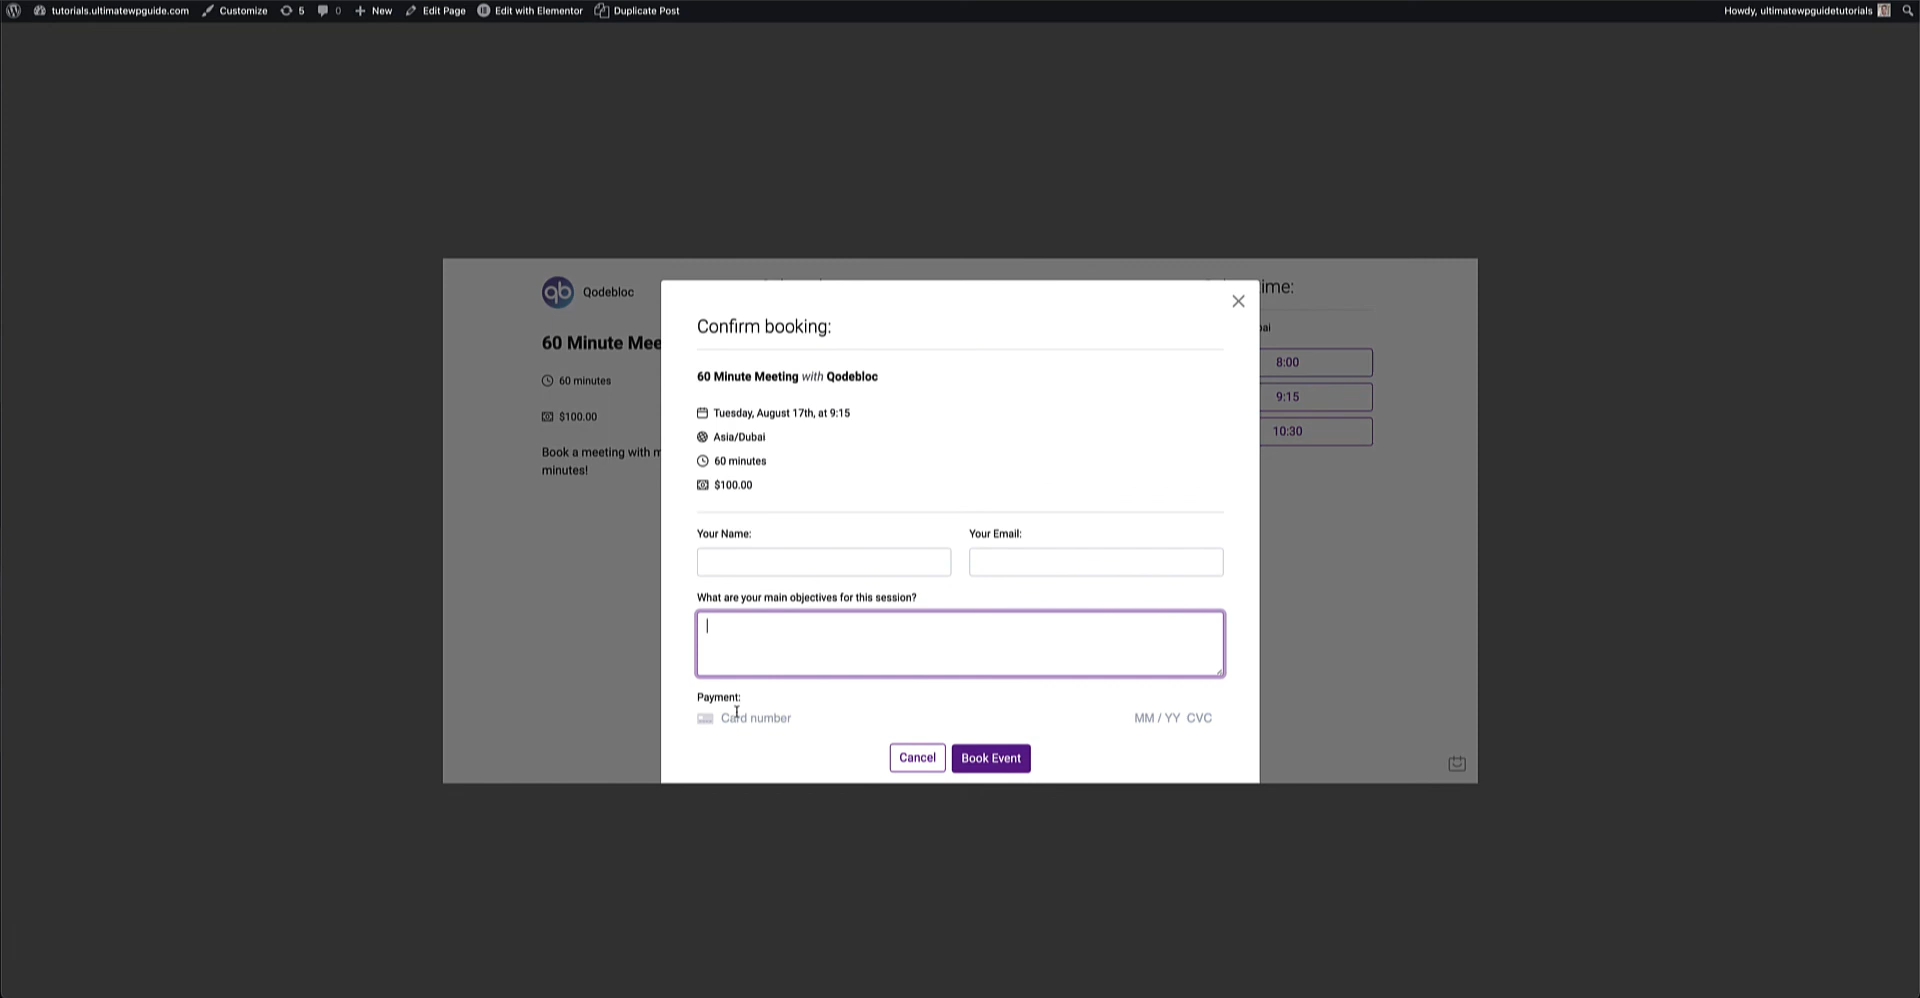 tutorials.ultimatewpguide.com Customize 5 0 New Edit Page Edit with Elementor Duplicate Post Howdy, ultimatewpguidetutorials
qb Qodebloc
60 Minute Mee
60 minutes
$100.00
Book a meeting with
minutes!
Confirm booking:
60 Minute Meeting with Qodebloc
Tuesday, August 17th, at 9:15
Asia/Dubai
60 minutes
$100.00
Your Name: Your Email:
What are your main objectives for this session?
Payment:
Card number MM / YY CVC
Cancel Book Event
ime:
bai
8:00
9:15
10:30